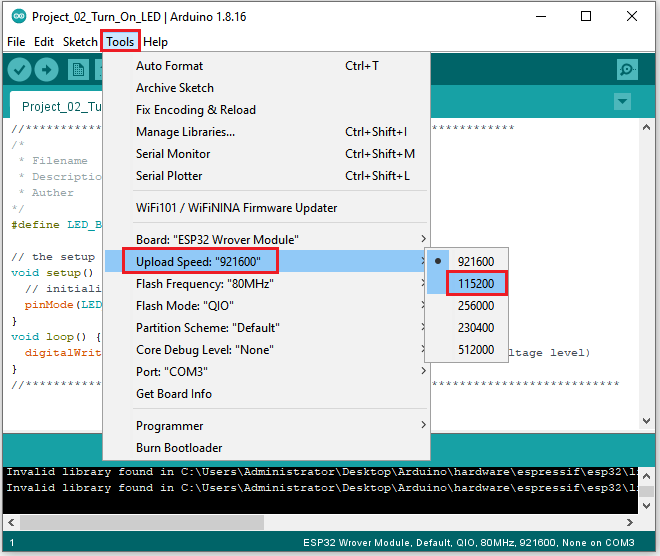 Project_02_Turn_On_LED | Arduino 1.8.16
File Edit Sketch Tools Help
Project_02_Tu
Auto Format Ctrl+T
Archive Sketch
Fix Encoding & Reload
Manage Libraries... Ctrl+Shift+I
Serial Monitor Ctrl+Shift+M
Serial Plotter Ctrl+Shift+L
WiFi101 / WiFiNINA Firmware Updater
Board: "ESP32 Wrover Module"
Upload Speed: "921600"
Flash Frequency: "80MHz"
Flash Mode: "QIO"
Partition Scheme: "Default"
Core Debug Level: "None"
Port: "COM3"
Get Board Info
Programmer
Burn Bootloader
921600
115200
256000
230400
512000
//************ ************
/*
* Filename
* Descriptio
* Auther
*/
#define LED_B
// the setup
void setup()
// initiali
pinMode(LED
}
void loop() {
digitalWrit ltage level)
}
//************ ****************************
Invalid library found in C:\Users\Administrator\Desktop\Arduino\hardware\espressif\esp32\l
Invalid library found in C:\Users\Administrator\Desktop\Arduino\hardware\espressif\esp32\l
1 ESP32 Wrover Module, Default, QIO, 80MHz, 921600, None on COM3